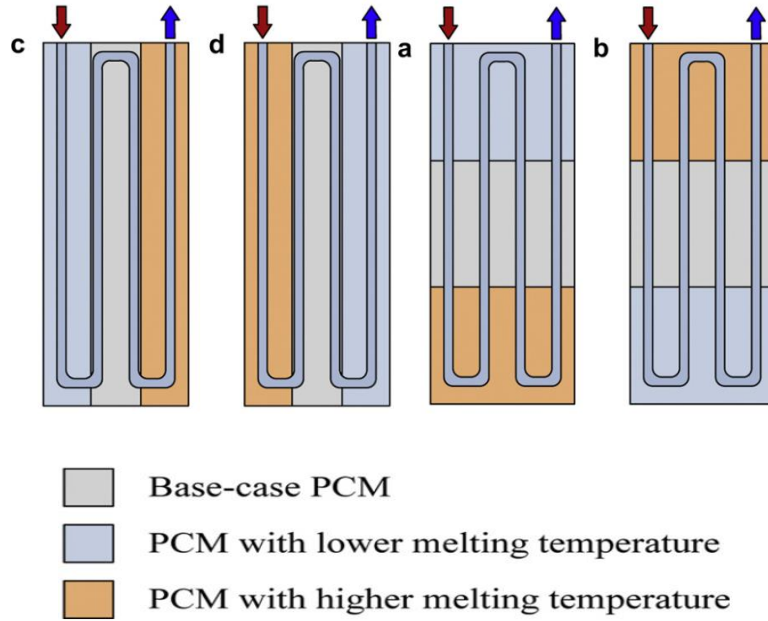 c d a b
Base-case PCM
PCM with lower melting temperature
PCM with higher melting temperature